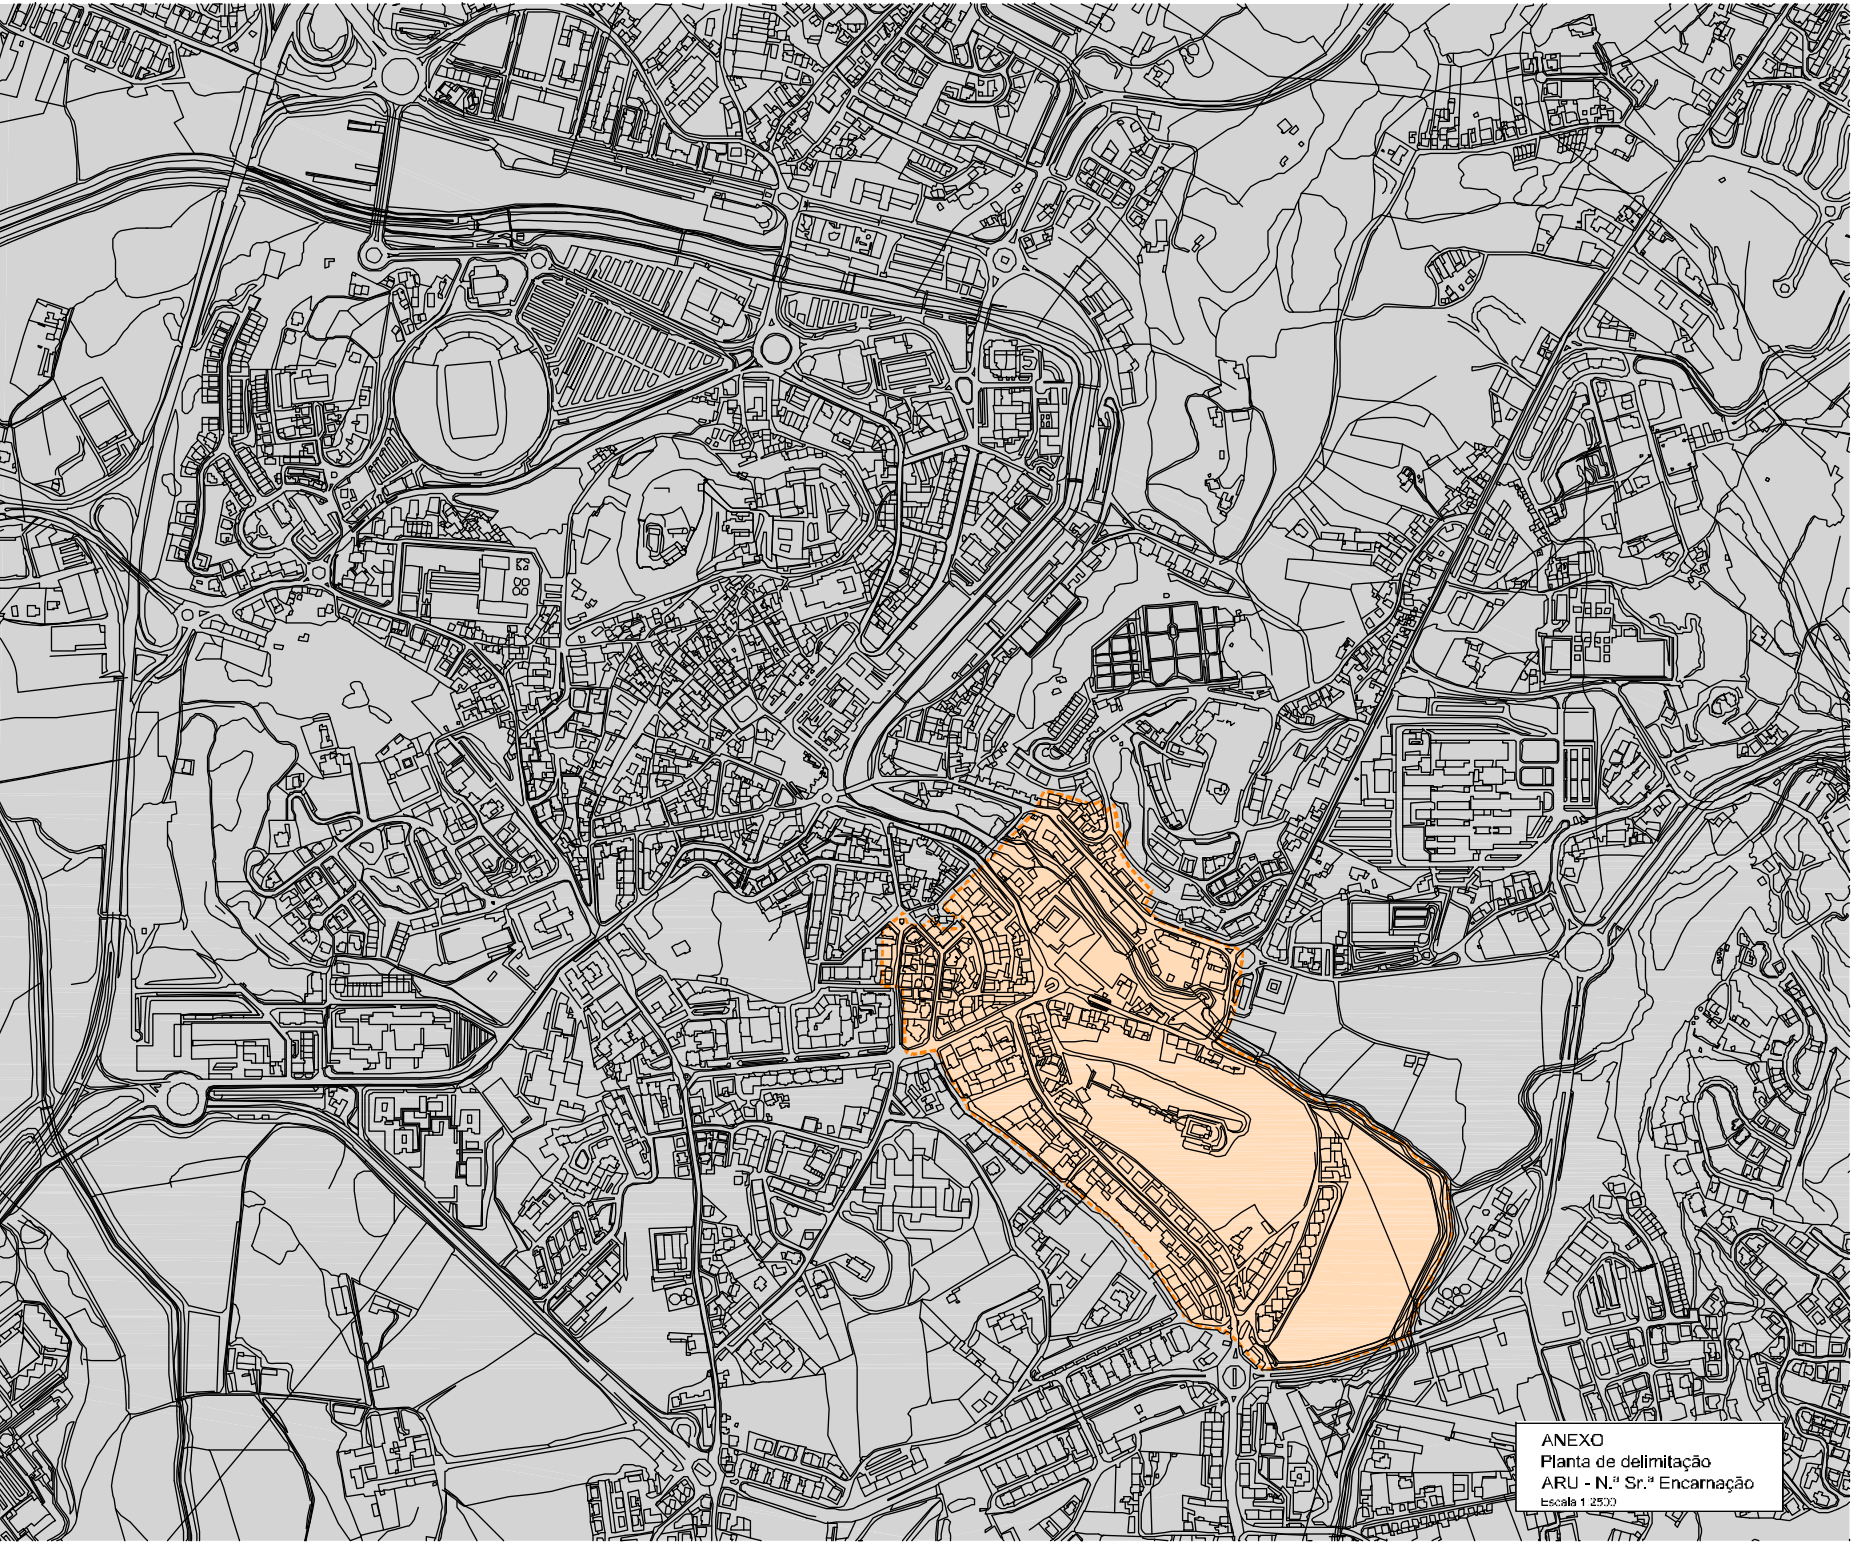 ANEXO
Planta de delimitação
ARU - N.ª Sr.ª Encarnação
Escala 1 2500